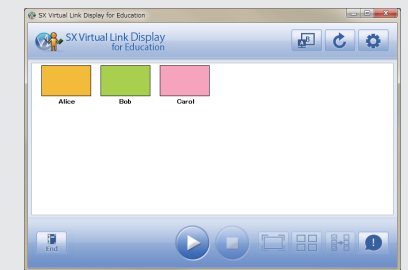 SX Virtual Link Display for Education
SX Virtual Link Display
for Education
Alice Bob Carol
End